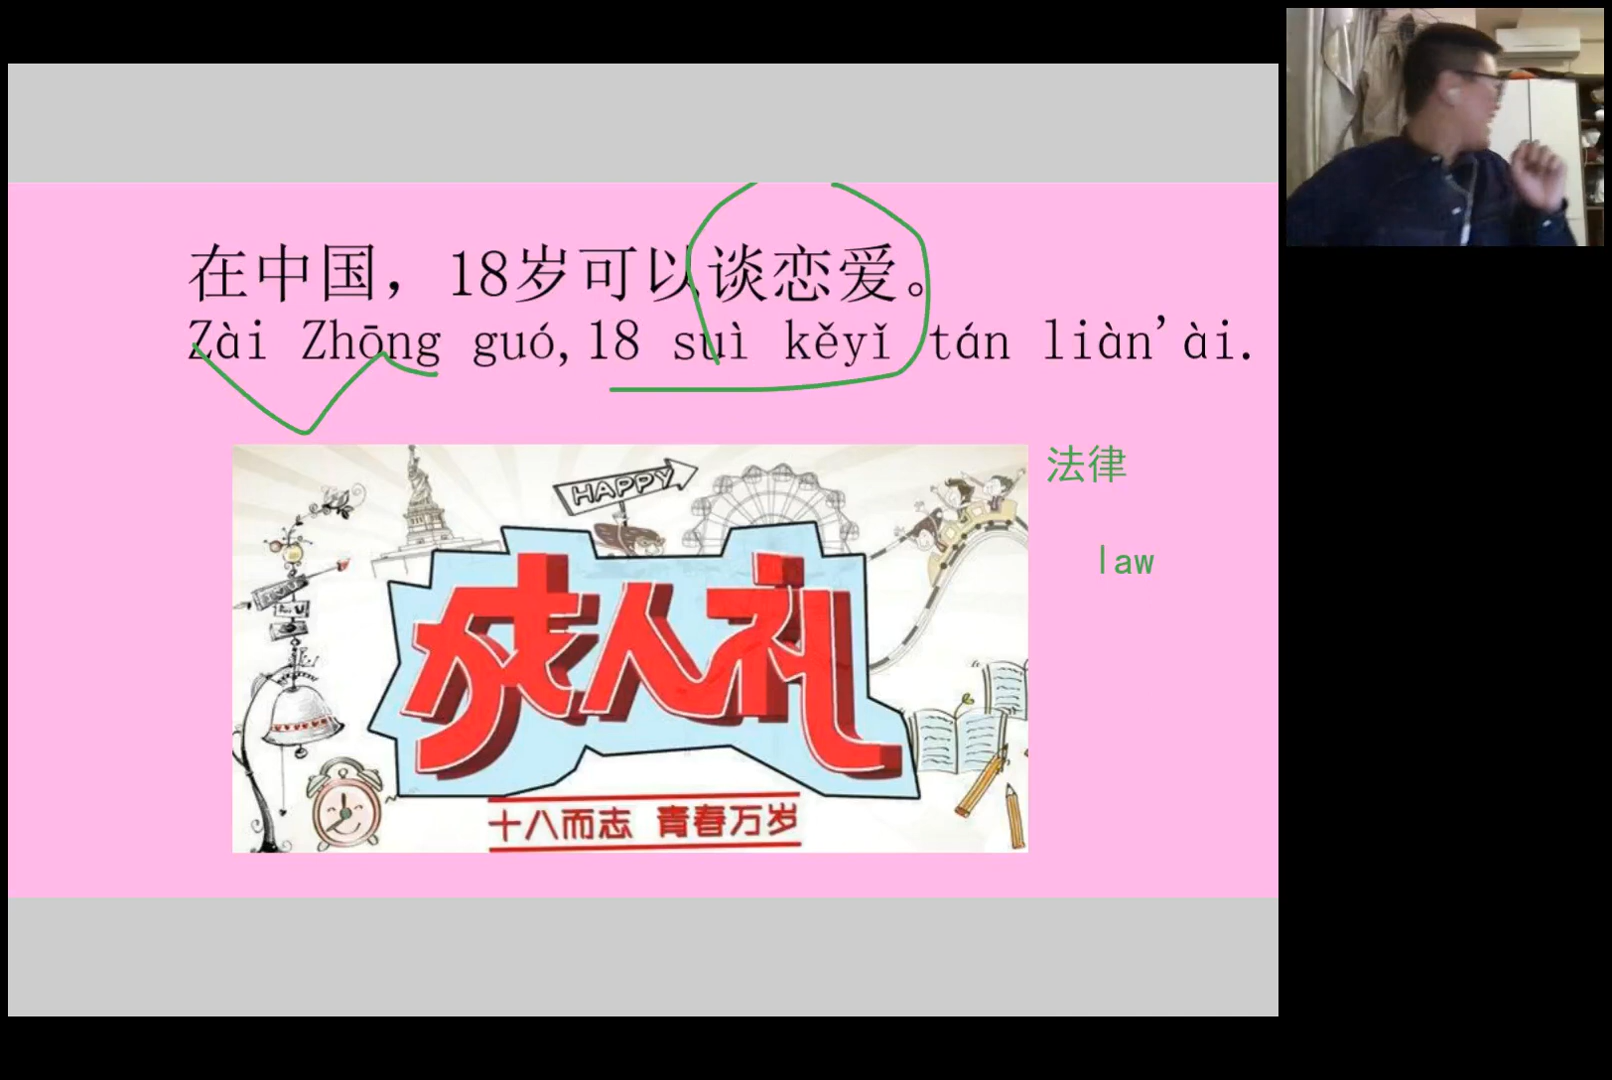 在中国，18岁可以谈恋爱。
Zài Zhōng guó,18 suì kěyǐ tán liàn'ài.
法律
law
HAPPY
成人礼
十八而志 青春万岁